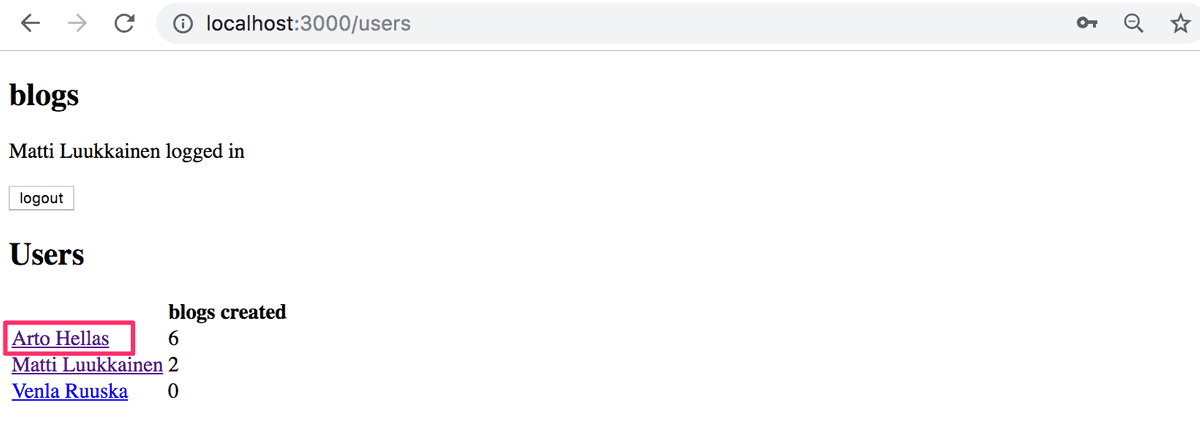 localhost:3000/users
blogs
Matti Luukkainen logged in
logout
Users
blogs created
Arto Hellas 6
Matti Luukkainen 2
Venla Ruuska 0